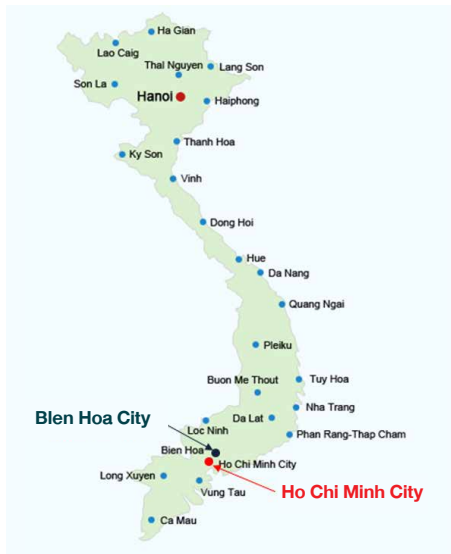 Ha Gian
Lao Caig
Thal Nguyen
Lang Son
Son La
Hanoi
Haiphong
Thanh Hoa
Ky Son
Vinh
Dong Hoi
Hue
Da Nang
Quang Ngai
Pleiku
Buon Me Thout
Tuy Hoa
Nha Trang
Blen Hoa City
Da Lat
Loc Ninh
Phan Rang-Thap Cham
Bien Hoa
Ho Chi Minh City
Long Xuyen
Vung Tau
Ho Chi Minh City
Ca Mau